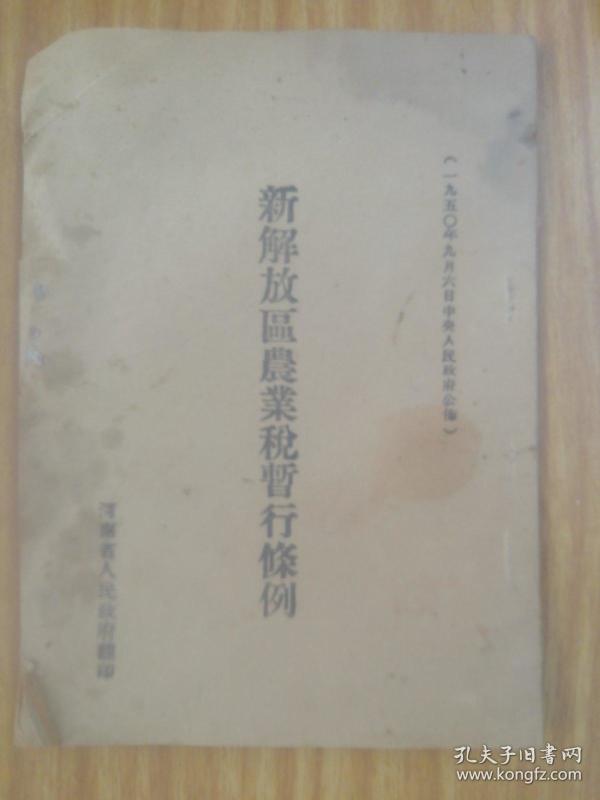 (一九五〇年九月六日中央人民政府公佈)
新解放區農業稅暫行條例
河南省人民政府翻印
孔夫子旧書网
www.kongfz.com